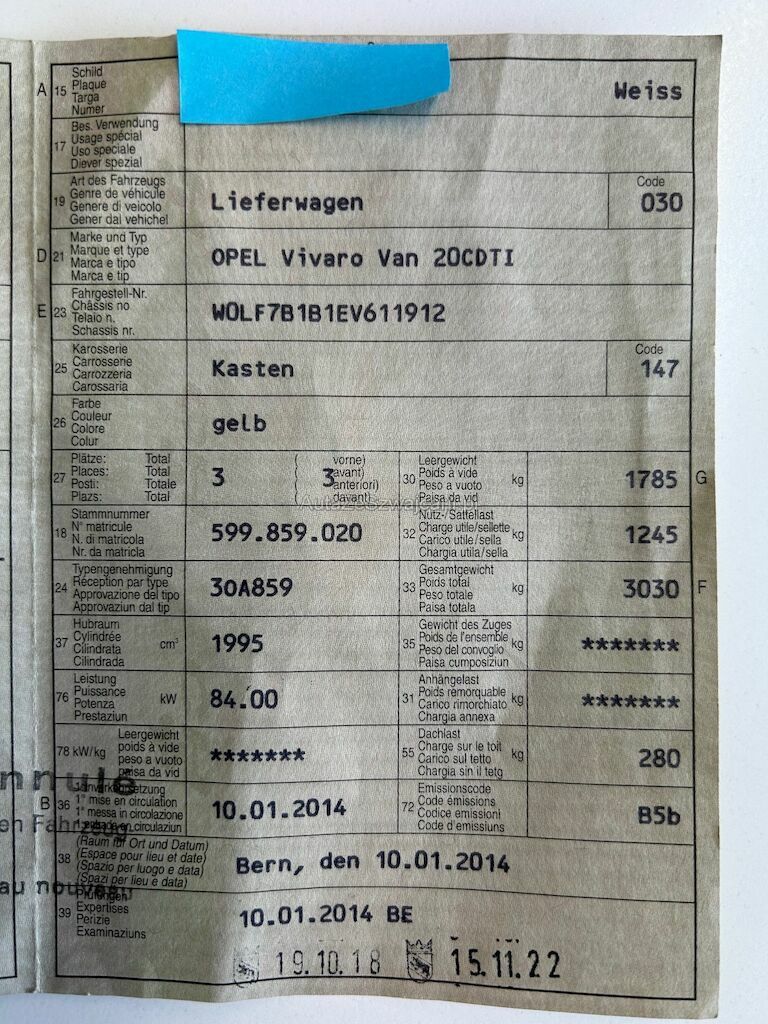 A 15 Schild
Plaque
Targa
Numer
Weiss
17 Bes. Verwendung
Usage spécial
Uso speciale
Diever spezial
19 Art des Fahrzeugs
Genre de véhicule
Genere di veicolo
Gener dal vehichel
Lieferwagen
Code
030
D 21 Marke und Typ
Marque et type
Marca e tipo
Marca e tip
OPEL Vivaro Van 20CDTI
E 23 Fahrgestell-Nr.
Châssis no
Telaio n.
Schassis nr.
W0LF7B1B1EV611912
25 Karosserie
Carrosserie
Carrozzeria
Carossaria
Kasten
Code
147
26 Farbe
Couleur
Colore
Colur
gelb
27 Plätze: Total
Places: Total
Posti: Totale
Plazs: Total
3
( 3 vorne)
avant)
anteriori)
davant)
30 Leergewicht
Poids à vide
Peso a vuoto
Paisa da vid
kg
1785 G
18 Stammnummer
N° matricule
N. di matricola
Nr. da matricla
599.859.020
32 Nutz-/Sattellast
Charge utile/sellette
Carico utile/sella
Chargia utila/sella
kg
1245
24 Typengenehmigung
Réception par type
Approvazione del tipo
Approvaziun dal tip
3OA859
33 Gesamtgewicht
Poids total
Peso totale
Paisa totala
kg
3030 F
37 Hubraum
Cylindrée
Cilindrata
Cilindrada
cm³
1995
35 Gewicht des Zuges
Poids de l'ensemble
Peso del convoglio
Paisa cumposiziun
kg
*******
76 Leistung
Puissance
Potenza
Prestaziun
kW
84.00
31 Anhängelast
Poids remorquable
Carico rimorchiato
Chargia annexa
kg
*******
78 kW/kg Leergewicht
poids à vide
peso a vuoto
paisa da vid
*******
55 Dachlast
Charge sur le toit
Carico sul tetto
Chargia sin il tetg
kg
280
B 36
1re mise en circulation
1a messa in circolazione
10.01.2014
72 Emissionscode
Code émissions
Codice emissioni
Code d'emissiuns
B5b
38 (Raum für Ort und Datum)
(Espace pour lieu et date)
(Spazio per luogo e data)
(Spazi per lieu e data)
Bern, den 10.01.2014
39 Prüfungen
Expertises
Perizie
Examinaziuns
10.01.2014 BE
19.10.18 15.11.22
nnulé
en Fahrzeug
au nouveau